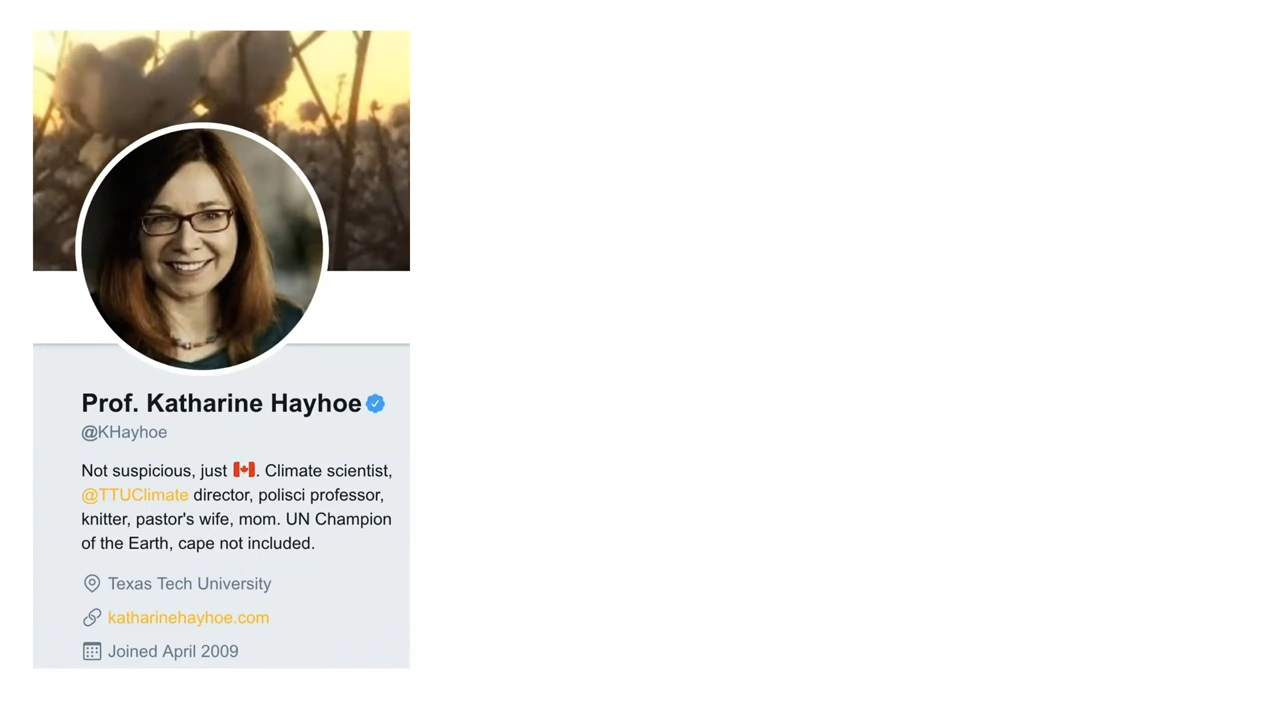 Prof. Katharine Hayhoe
@KHayhoe
Not suspicious, just 🇨🇦. Climate scientist,
@TTUClimate director, polisci professor,
knitter, pastor's wife, mom. UN Champion
of the Earth, cape not included.
Texas Tech University
katharinehayhoe.com
Joined April 2009